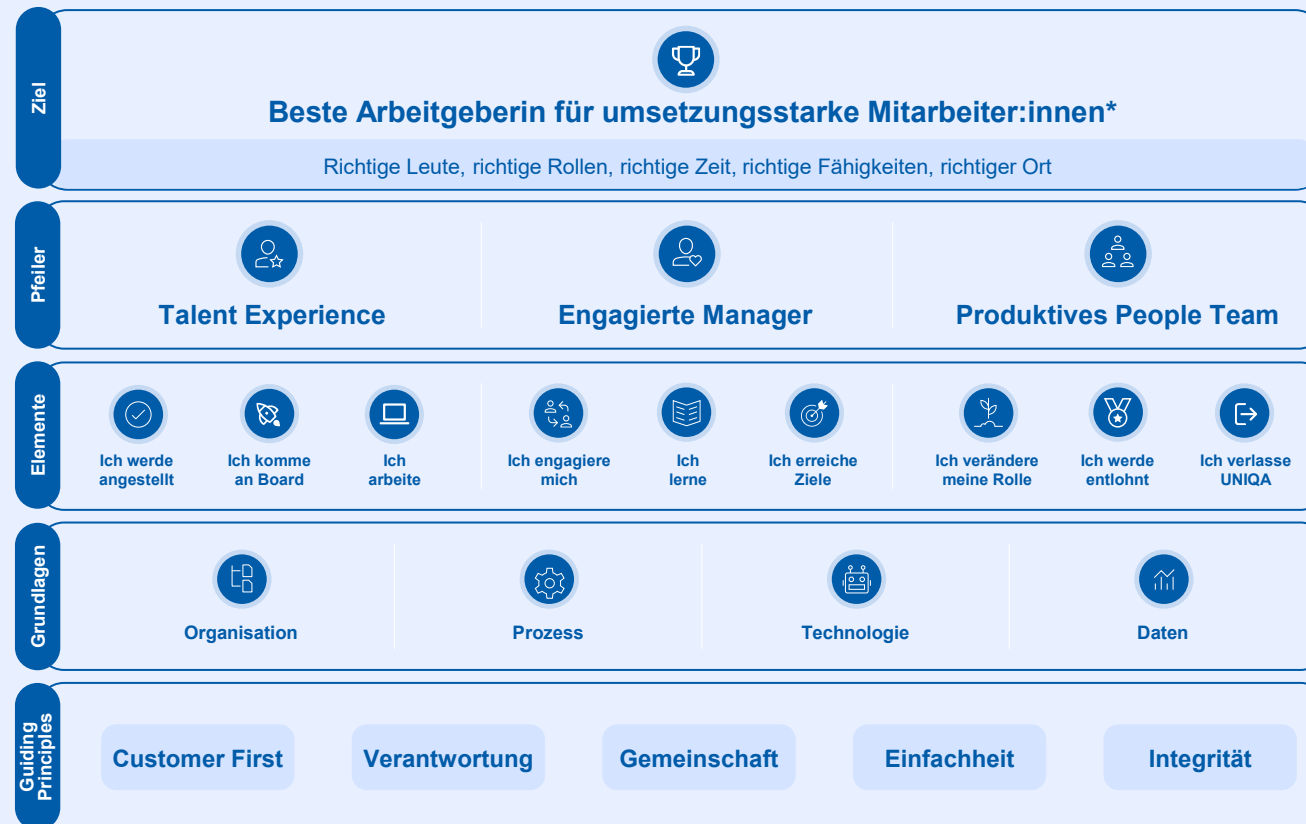 Ziel
Beste Arbeitgeberin für umsetzungsstarke Mitarbeiter:innen*
Richtige Leute, richtige Rollen, richtige Zeit, richtige Fähigkeiten, richtiger Ort
Pfeiler
Talent Experience
Engagierte Manager
Produktives People Team
Elemente
Ich werde
angestellt
Ich komme
an Board
Ich
arbeite
Ich engagiere
mich
Ich
lerne
Ich erreiche
Ziele
Ich verändere
meine Rolle
Ich werde
entlohnt
Ich verlasse
UNIQA
Grundlagen
Organisation
Prozess
Technologie
Daten
Guiding
Principles
Customer First
Verantwortung
Gemeinschaft
Einfachheit
Integrität